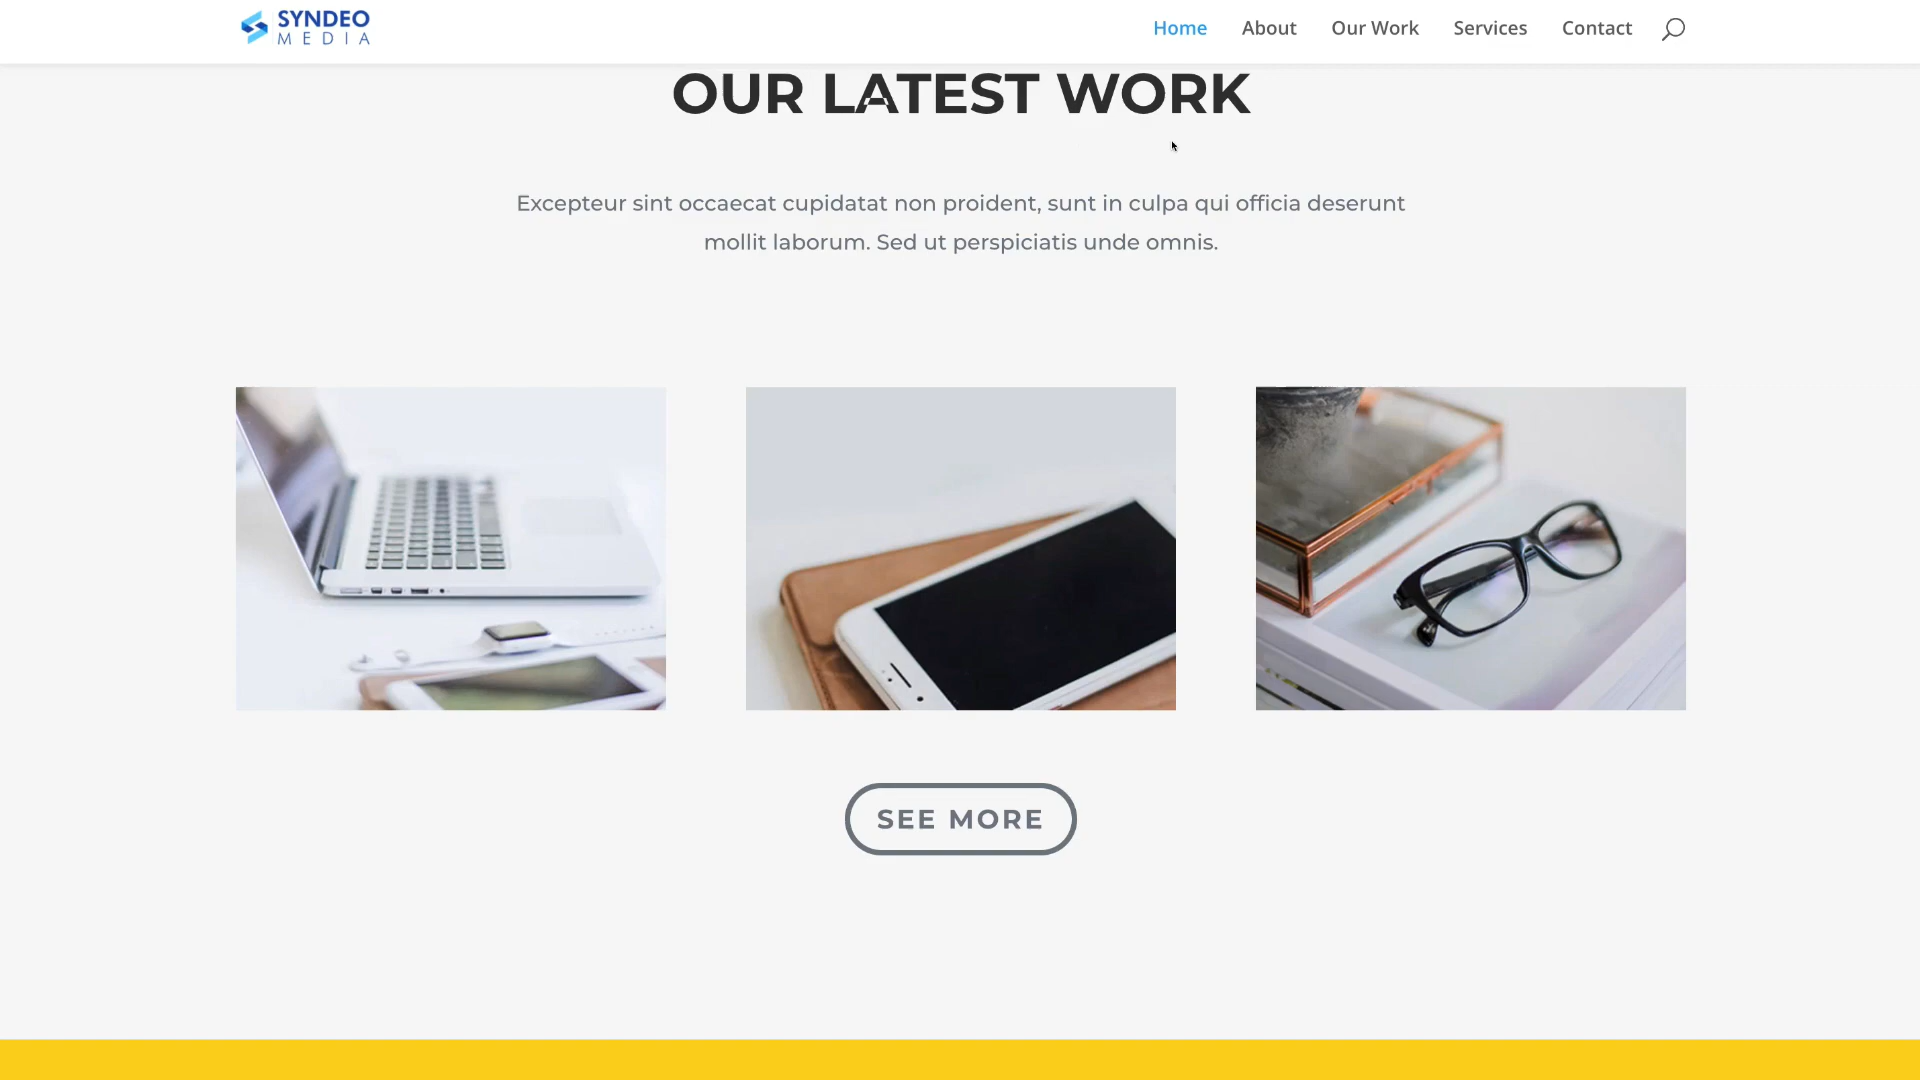 SYNDEO
MEDIA
Home About Our Work Services Contact
OUR LATEST WORK
Excepteur sint occaecat cupidatat non proident, sunt in culpa qui officia deserunt
mollit laborum. Sed ut perspiciatis unde omnis.
SEE MORE